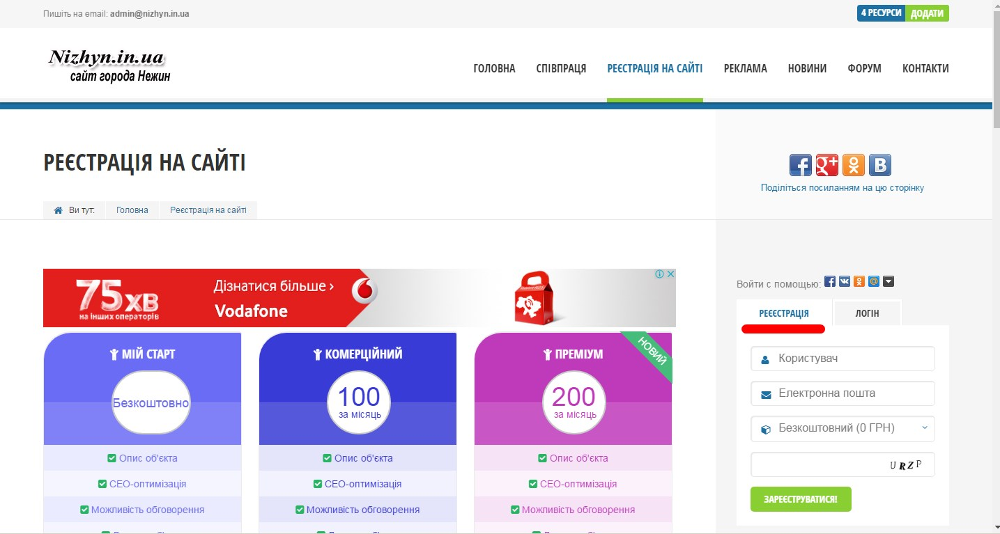 Пишіть на email: admin@nizhyn.in.ua
4 РЕСУРСИ ДОДАТИ
Nizhyn.in.ua
сайт города Нежин
ГОЛОВНА СПІВПРАЦЯ РЕЄСТРАЦІЯ НА САЙТІ РЕКЛАМА НОВИНИ ФОРУМ КОНТАКТИ
РЕЄСТРАЦІЯ НА САЙТІ
Поділіться посиланням на цю сторінку
Ви тут: Головна Реєстрація на сайті
75хв
на інших операторів
Дізнатися більше ›
Vodafone
МІЙ СТАРТ
Безкоштовно
Опис об'єкта
СЕО-оптимізація
Можливість обговорення
КОМЕРЦІЙНИЙ
100
за місяць
Опис об'єкта
СЕО-оптимізація
Можливість обговорення
ПРЕМІУМ
НОВИЙ
200
за місяць
Опис об'єкта
СЕО-оптимізація
Можливість обговорення
Войти с помощью:
РЕЕЄСТРАЦІЯ ЛОГІН
Користувач
Електронна пошта
Безкоштовний (0 ГРН)
U R Z P
ЗАРЕЄСТРУВАТИСЯ!